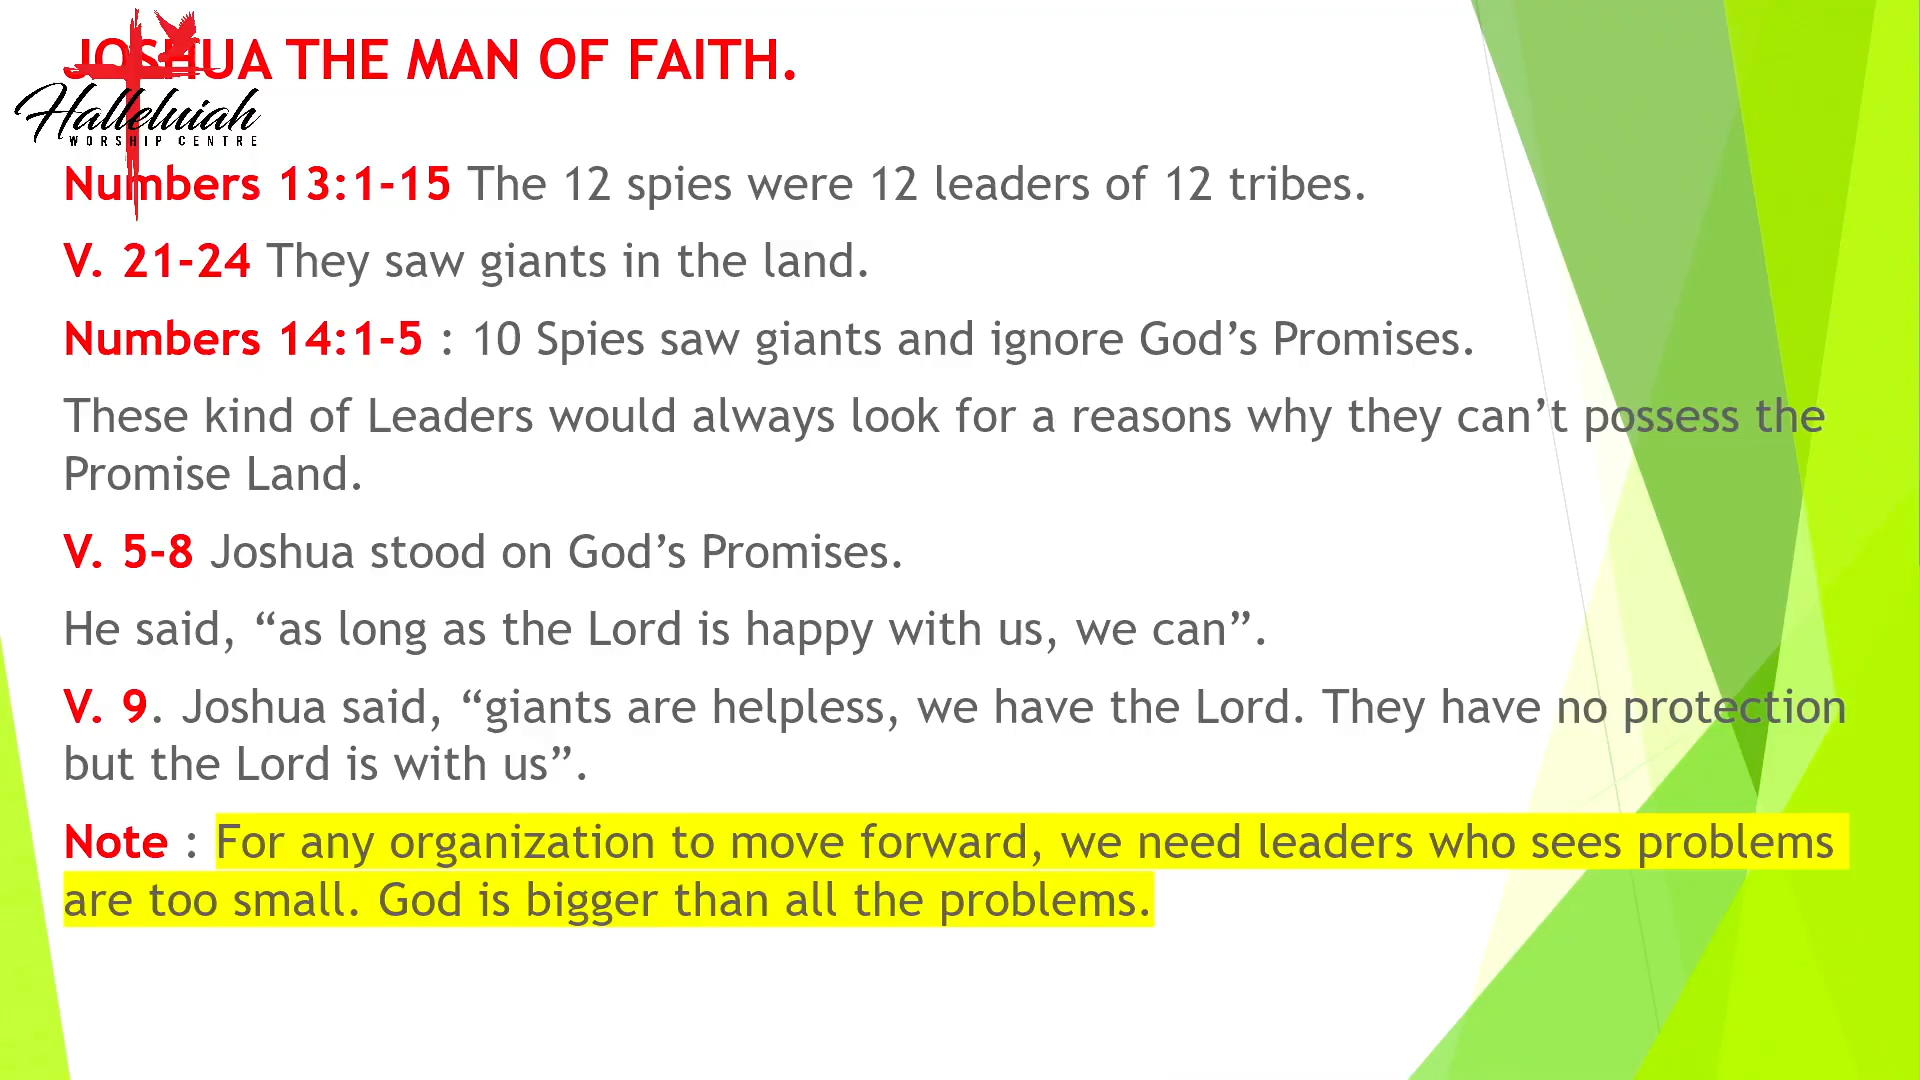 JOSHUA THE MAN OF FAITH.
Halleluiah
WORSHIP CENTRE
Numbers 13:1-15 The 12 spies were 12 leaders of 12 tribes.
V. 21-24 They saw giants in the land.
Numbers 14:1-5 : 10 Spies saw giants and ignore God’s Promises.
These kind of Leaders would always look for a reasons why they can’t possess the
Promise Land.
V. 5-8 Joshua stood on God’s Promises.
He said, “as long as the Lord is happy with us, we can”.
V. 9. Joshua said, “giants are helpless, we have the Lord. They have no protection
but the Lord is with us”.
Note : For any organization to move forward, we need leaders who sees problems
are too small. God is bigger than all the problems.